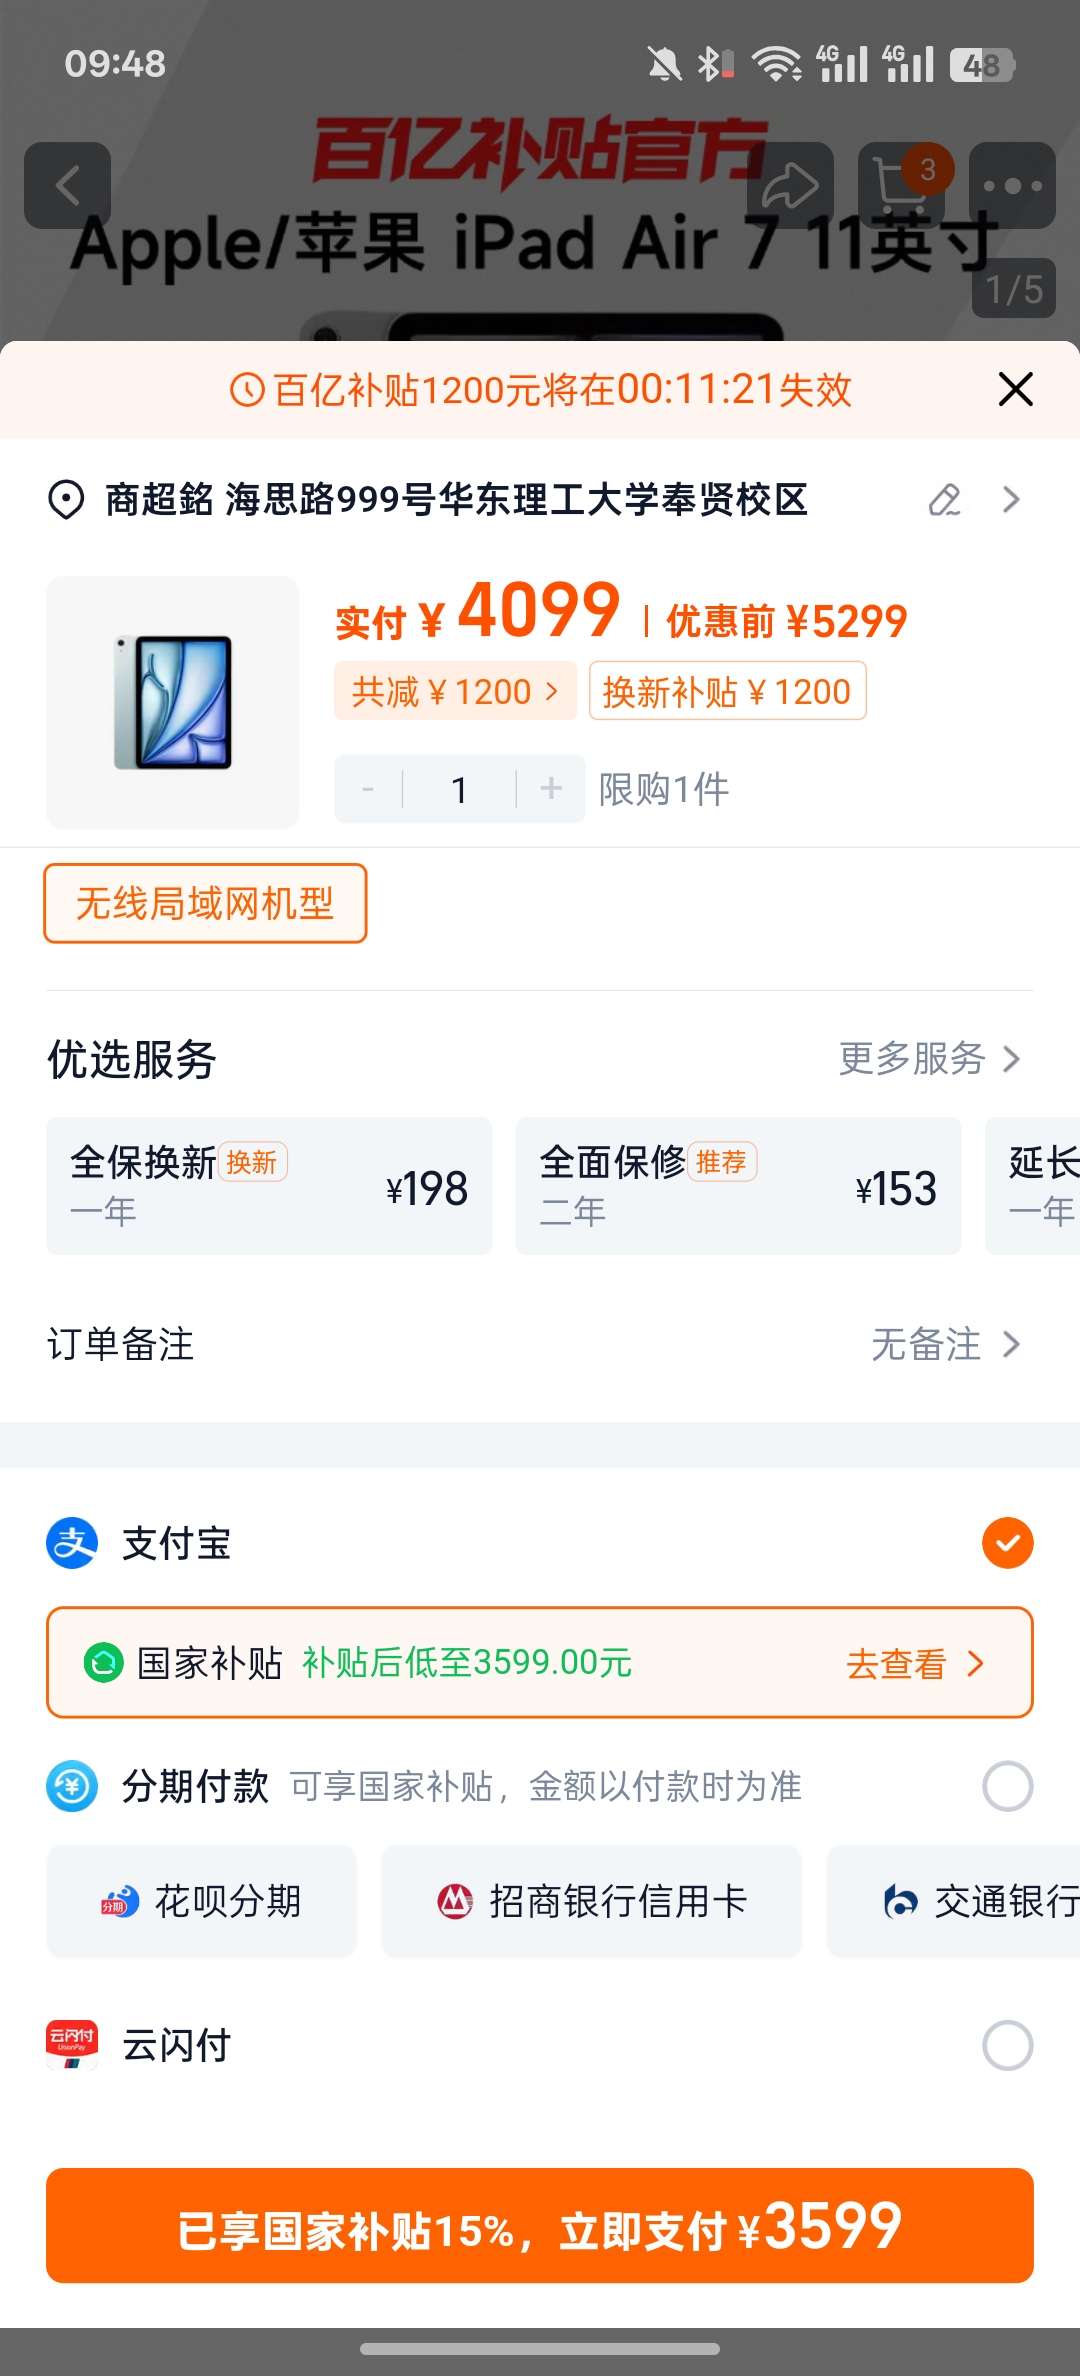 09:48
4G 4G 48
百亿补贴官方
3
Apple/苹果 iPad Air 7 11英寸
1/5
百亿补贴1200元将在00:11:21失效
商超銘 海思路999号华东理工大学奉贤校区
实付 ¥ 4099 | 优惠前 ¥5299
共减 ¥ 1200 > 换新补贴 ¥ 1200
- 1 + 限购1件
无线局域网机型
优选服务 更多服务
全保换新 换新 ¥198
一年
全面保修 推荐 ¥153
二年
延长
一年
订单备注 无备注
支 支付宝
国家补贴 补贴后低至3599.00元 去查看
分期付款 可享国家补贴，金额以付款时为准
分期 花呗分期 招商银行信用卡 交通银行
云闪付 UnionPay 云闪付
已享国家补贴15%，立即支付 ¥3599